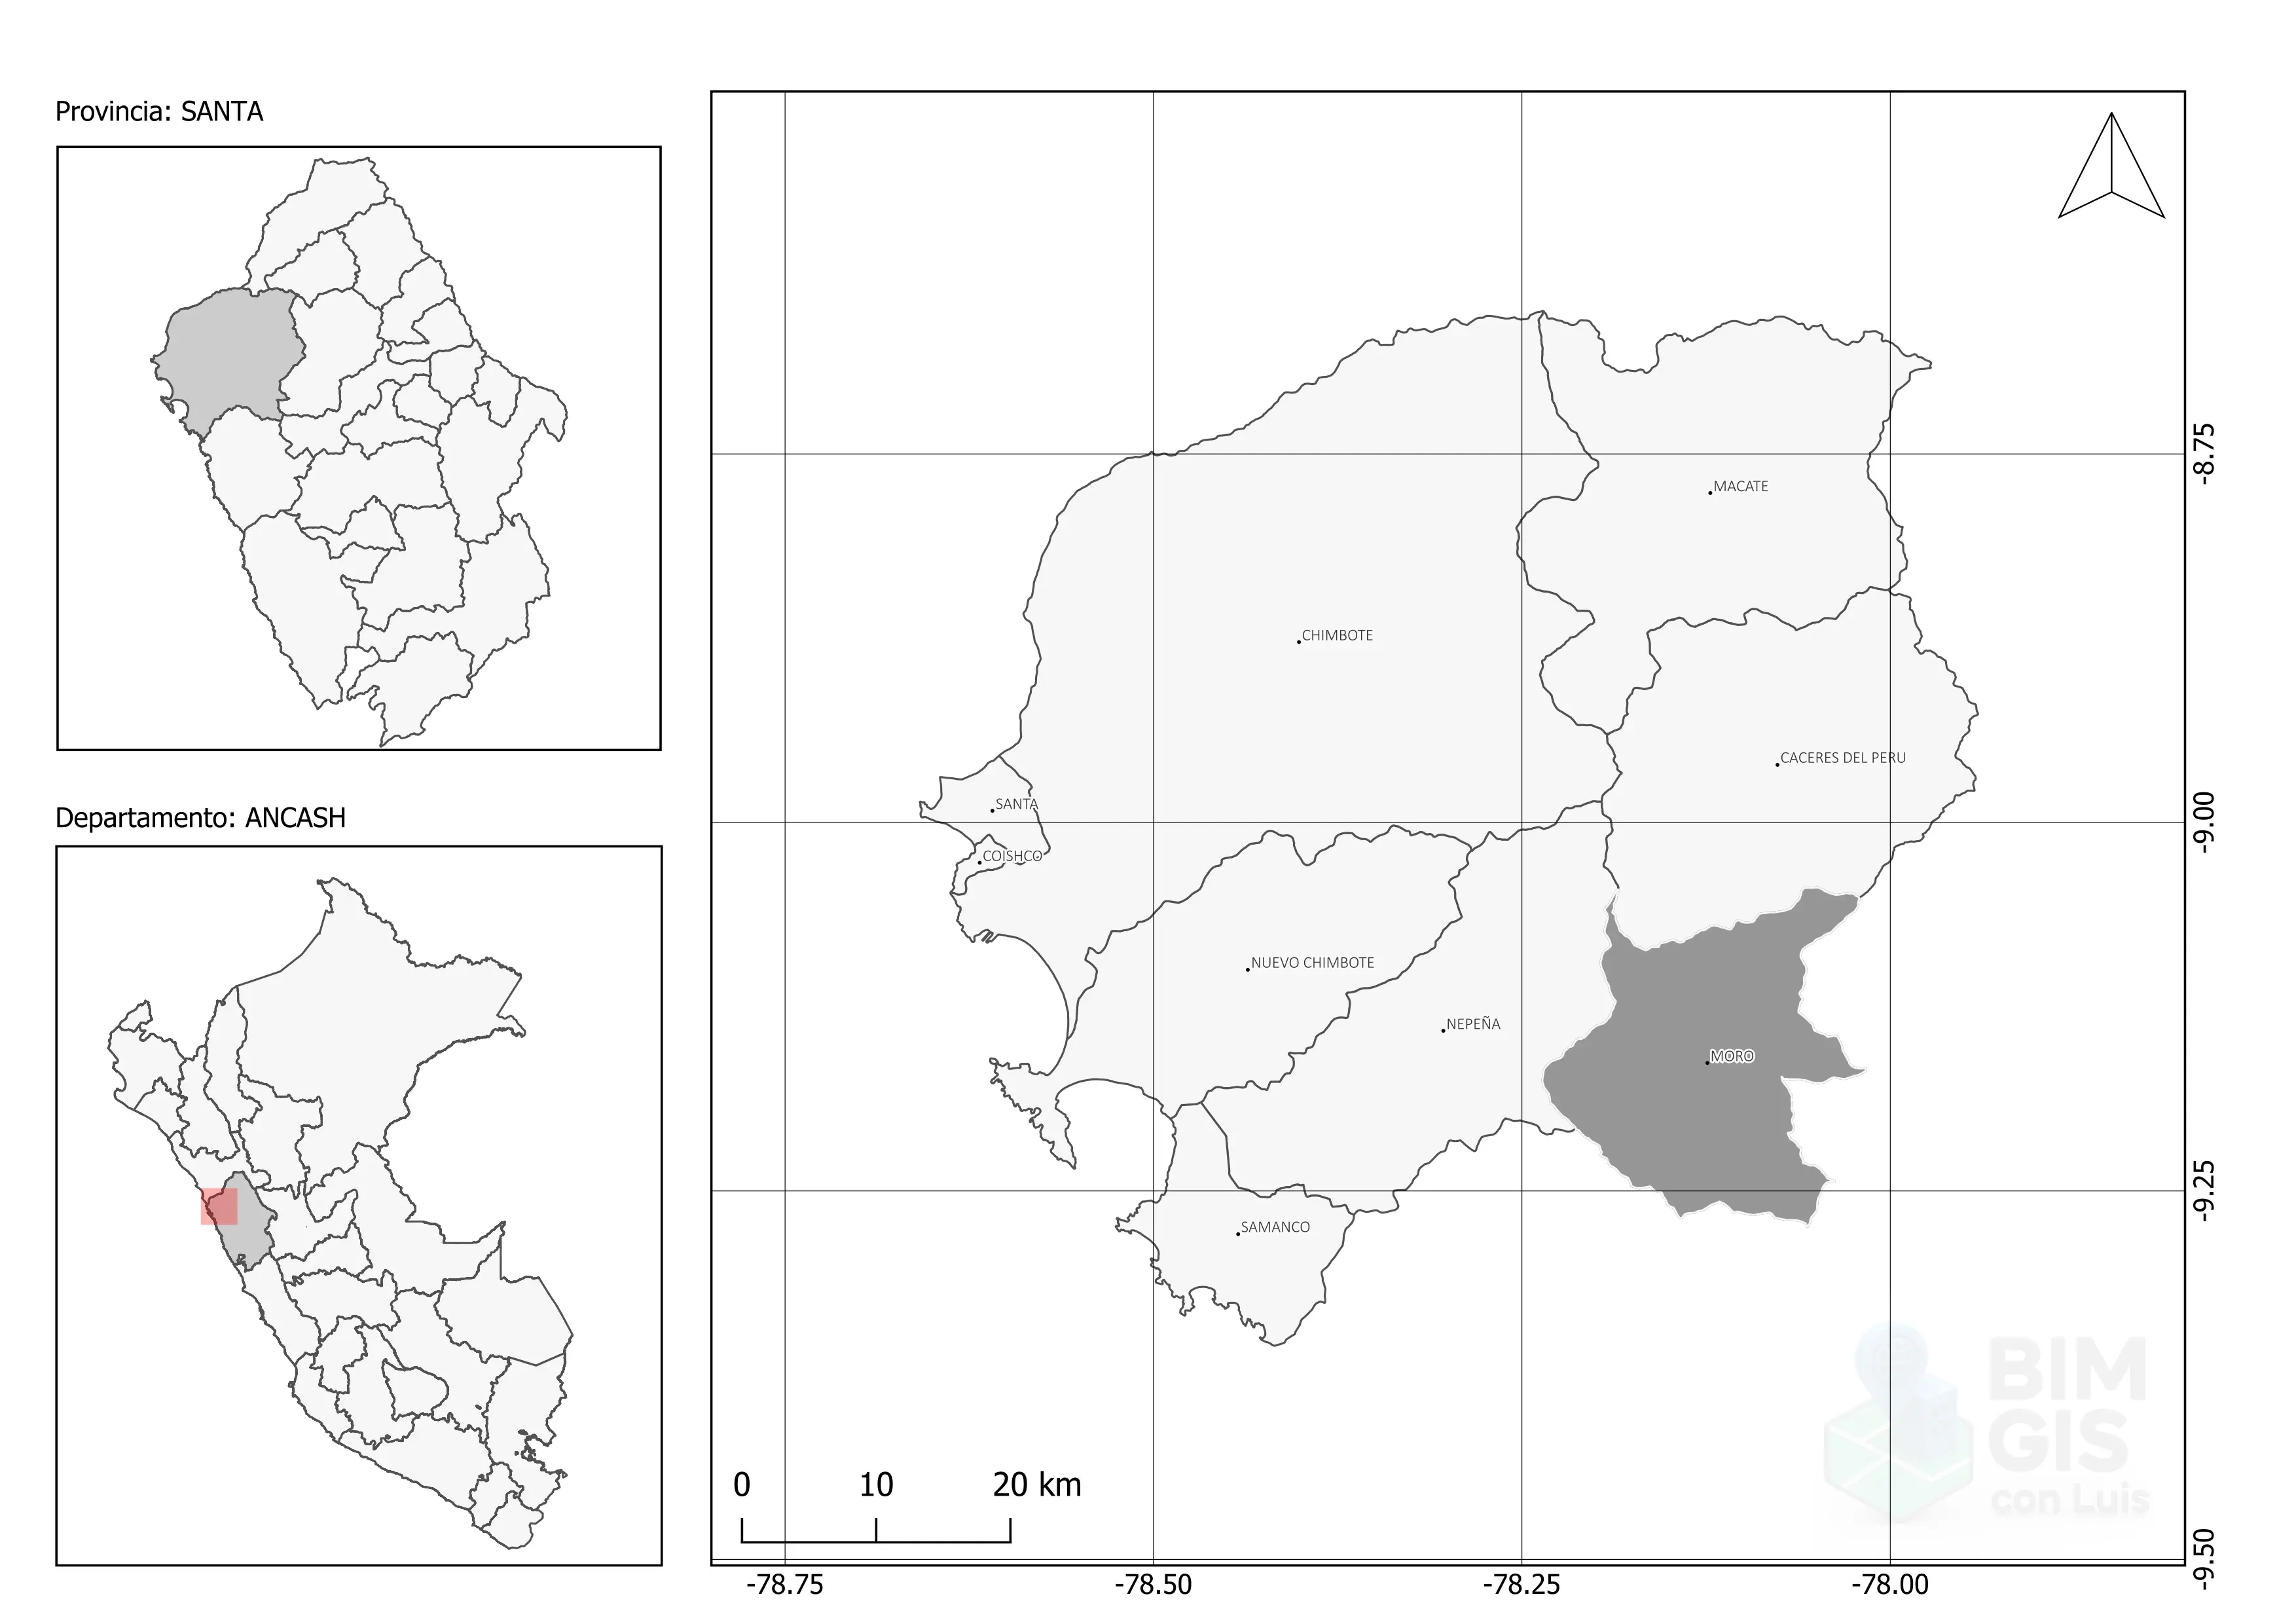 Provincia: SANTA
Departamento: ANCASH
MACATE
CHIMBOTE
CACERES DEL PERU
SANTA
COISHCO
NUEVO CHIMBOTE
NEPEÑA
MORO
SAMANCO
-8.75
-9.00
-9.25
-9.50
BIM
GIS
con Luis
0 10 20 km
-78.75 -78.50 -78.25 -78.00